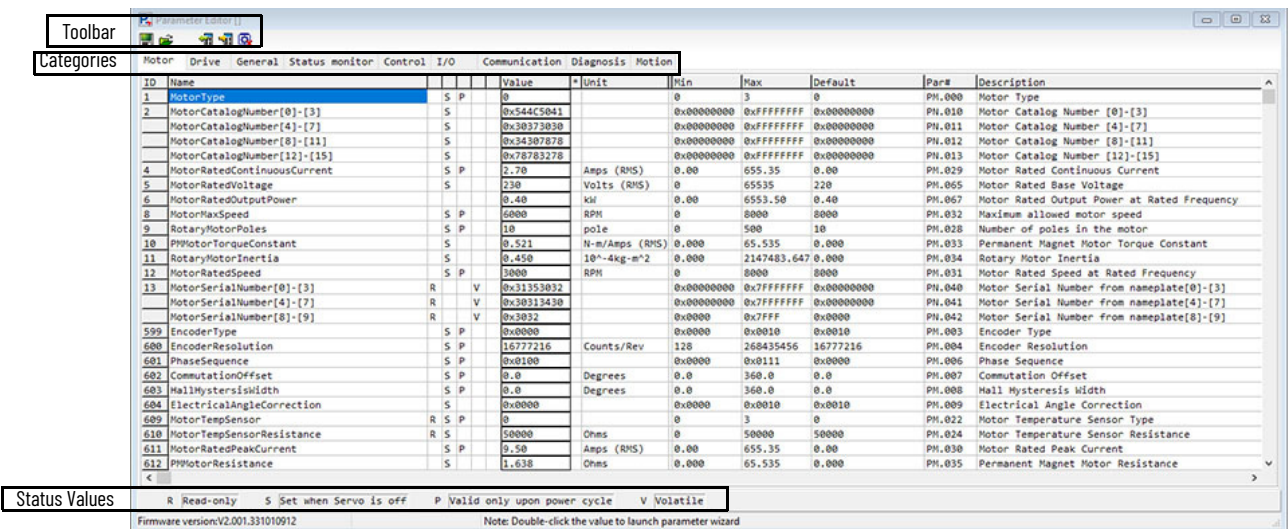 Parameter Editor []
Toolbar
Categories
Motor Drive General Status monitor Control I/O Communication Diagnosis Motion
ID Name Value * Unit Min Max Default Par# Description
1 MotorType S P 0 0 3 0 PM.000 Motor Type
2 MotorCatalogNumber[0]-[3] S 0x544C5041 0x00000000 0xFFFFFFFF 0x00000000 PN.010 Motor Catalog Number [0]-[3]
MotorCatalogNumber[4]-[7] S 0x30373030 0x00000000 0xFFFFFFFF 0x00000000 PN.011 Motor Catalog Number [4]-[7]
MotorCatalogNumber[8]-[11] S 0x34307878 0x00000000 0xFFFFFFFF 0x00000000 PN.012 Motor Catalog Number [8]-[11]
MotorCatalogNumber[12]-[15] S 0x78783278 0x00000000 0xFFFFFFFF 0x00000000 PN.013 Motor Catalog Number [12]-[15]
4 MotorRatedContinuousCurrent S P 2.70 Amps (RMS) 0.00 655.35 0.00 PM.029 Motor Rated Continuous Current
5 MotorRatedVoltage S 230 Volts (RMS) 0 65535 220 PM.065 Motor Rated Base Voltage
6 MotorRatedOutputPower 0.40 kW 0.00 6553.50 0.40 PM.067 Motor Rated Output Power at Rated Frequency
8 MotorMaxSpeed S P 6000 RPM 0 8000 8000 PM.032 Maximum allowed motor speed
9 RotaryMotorPoles S P 10 pole 0 500 10 PM.028 Number of poles in the motor
10 PMMotorTorqueConstant S 0.521 N-m/Amps (RMS) 0.000 65.535 0.000 PM.033 Permanent Magnet Motor Torque Constant
11 RotaryMotorInertia S 0.450 10^-4kg-m^2 0.000 2147483.647 0.000 PM.034 Rotary Motor Inertia
12 MotorRatedSpeed S P 3000 RPM 0 8000 8000 PM.031 Motor Rated Speed at Rated Frequency
13 MotorSerialNumber[0]-[3] R V 0x31353032 0x00000000 0x7FFFFFFF 0x00000000 PN.040 Motor Serial Number from nameplate[0]-[3]
MotorSerialNumber[4]-[7] R V 0x30313430 0x00000000 0x7FFFFFFF 0x00000000 PN.041 Motor Serial Number from nameplate[4]-[7]
MotorSerialNumber[8]-[9] R V 0x3032 0x0000 0x7FFF 0x0000 PN.042 Motor Serial Number from nameplate[8]-[9]
599 EncoderType S P 0x0000 0x0000 0x0010 0x0010 PM.003 Encoder Type
600 EncoderResolution S P 16777216 Counts/Rev 128 268435456 16777216 PM.004 Encoder Resolution
601 PhaseSequence S P 0x0100 0x0000 0x0111 0x0000 PM.006 Phase Sequence
602 CommutationOffset S P 0.0 Degrees 0.0 360.0 0.0 PM.007 Commutation Offset
603 HallHystersisWidth S P 0.0 Degrees 0.0 360.0 0.0 PM.008 Hall Hysteresis Width
604 ElectricalAngleCorrection S 0x0000 0x0000 0x0010 0x0010 PM.009 Electrical Angle Correction
609 MotorTempSensor R S P 0 0 3 0 PM.022 Motor Temperature Sensor Type
610 MotorTempSensorResistance R S 50000 Ohms 0 50000 50000 PM.024 Motor Temperature Sensor Resistance
611 MotorRatedPeakCurrent S P 9.50 Amps (RMS) 0.00 655.35 0.00 PM.030 Motor Rated Peak Current
612 PMMotorResistance S 1.638 Ohms 0.000 65.535 0.000 PM.035 Permanent Magnet Motor Resistance
Status Values
R Read-only S Set when Servo is off P Valid only upon power cycle V Volatile
Firmware version:V2.001.331010912 Note: Double-click the value to launch parameter wizard